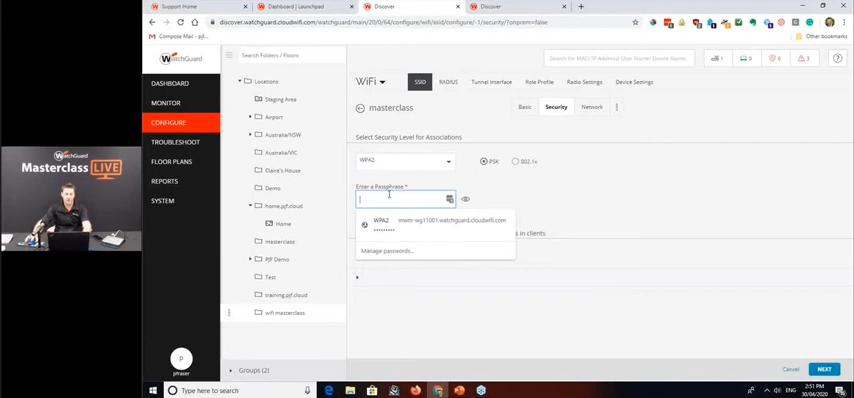 Support Home
Dashboard | Launchpad
Discover
Discover
discover.watchguard.cloudwifi.com/watchguard/main/20/0/64/configure/wifi/ssid/configure/-1/security/?onprem=false
Compose Mail - pjf...
Other bookmarks
WatchGuard
Search Folders / Floors
Search for MAC/ IP Address/ User Name/ Device Name
1
0
0
3
DASHBOARD
MONITOR
CONFIGURE
TROUBLESHOOT
FLOOR PLANS
REPORTS
SYSTEM
P
pfraser
WatchGuard
Masterclass LIVE
Locations
Staging Area
Airport
Australia/NSW
Australia/VIC
Claire's House
Demo
home.pjf.cloud
Home
masterclass
PJF Demo
Test
training.pjf.cloud
wifi masterclass
Groups (2)
WiFi
SSID
RADIUS
Tunnel Interface
Role Profile
Radio Settings
Device Settings
masterclass
Basic
Security
Network
Select Security Level for Associations
WPA2
PSK
802.1x
Enter a Passphrase *
WPA2
mwm-wg11001.watchguard.cloudwifi.com
•••••••••
Manage passwords...
in clients
Cancel
NEXT
Type here to search
ENG
2:51 PM
30/04/2020